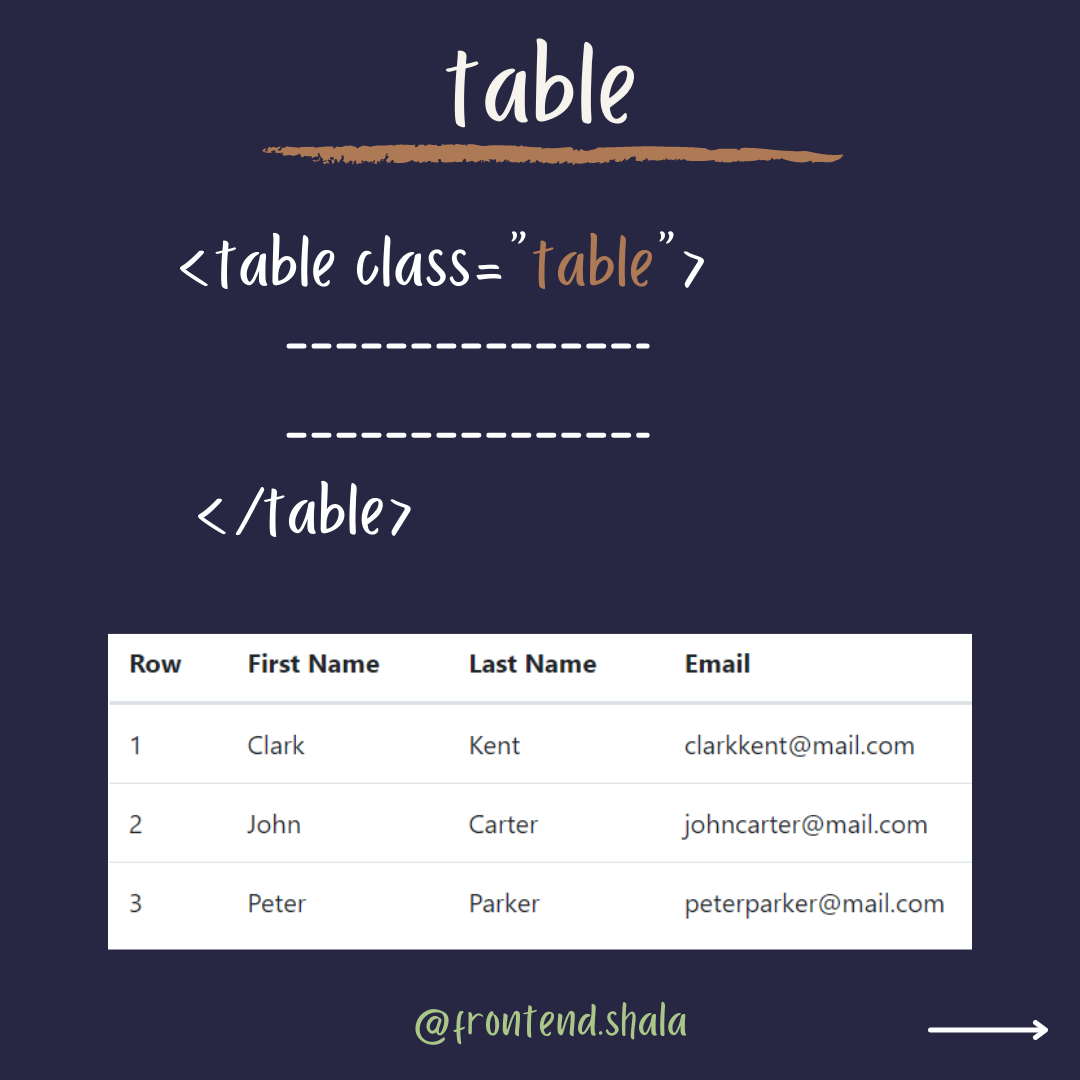 table
<table class="table">
---------------
---------------
</table>
Row First Name Last Name Email
1 Clark Kent clarkkent@mail.com
2 John Carter johncarter@mail.com
3 Peter Parker peterparker@mail.com
@frontend.shala